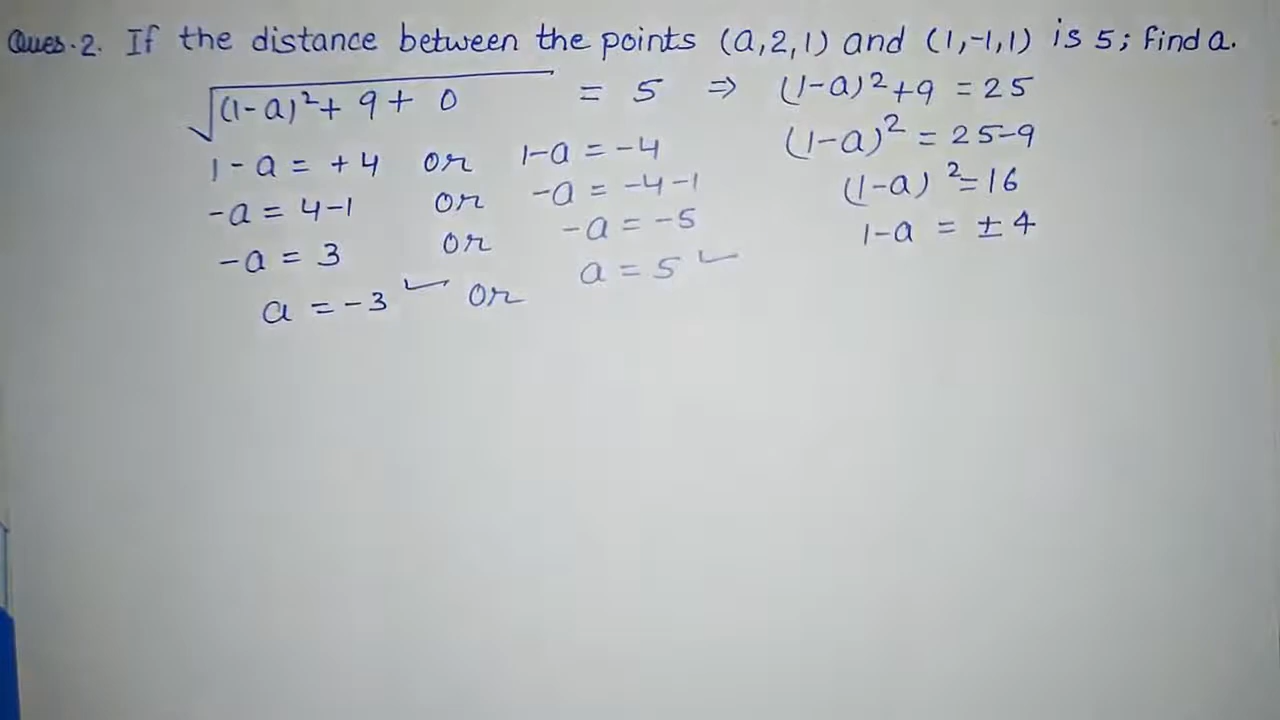 Ques.2. If the distance between the points (a,2,1) and (1,-1,1) is 5; find a.
√(1-a)²+ 9+ 0 = 5 ⇒ (1-a)²+9 = 25
(1-a)² = 25-9
1-a = +4 or 1-a = -4
(1-a)²=16
-a = 4-1 or -a = -4-1
1-a = ±4
-a = 3 or -a = -5
a = -3 ✓ or a = 5 ✓